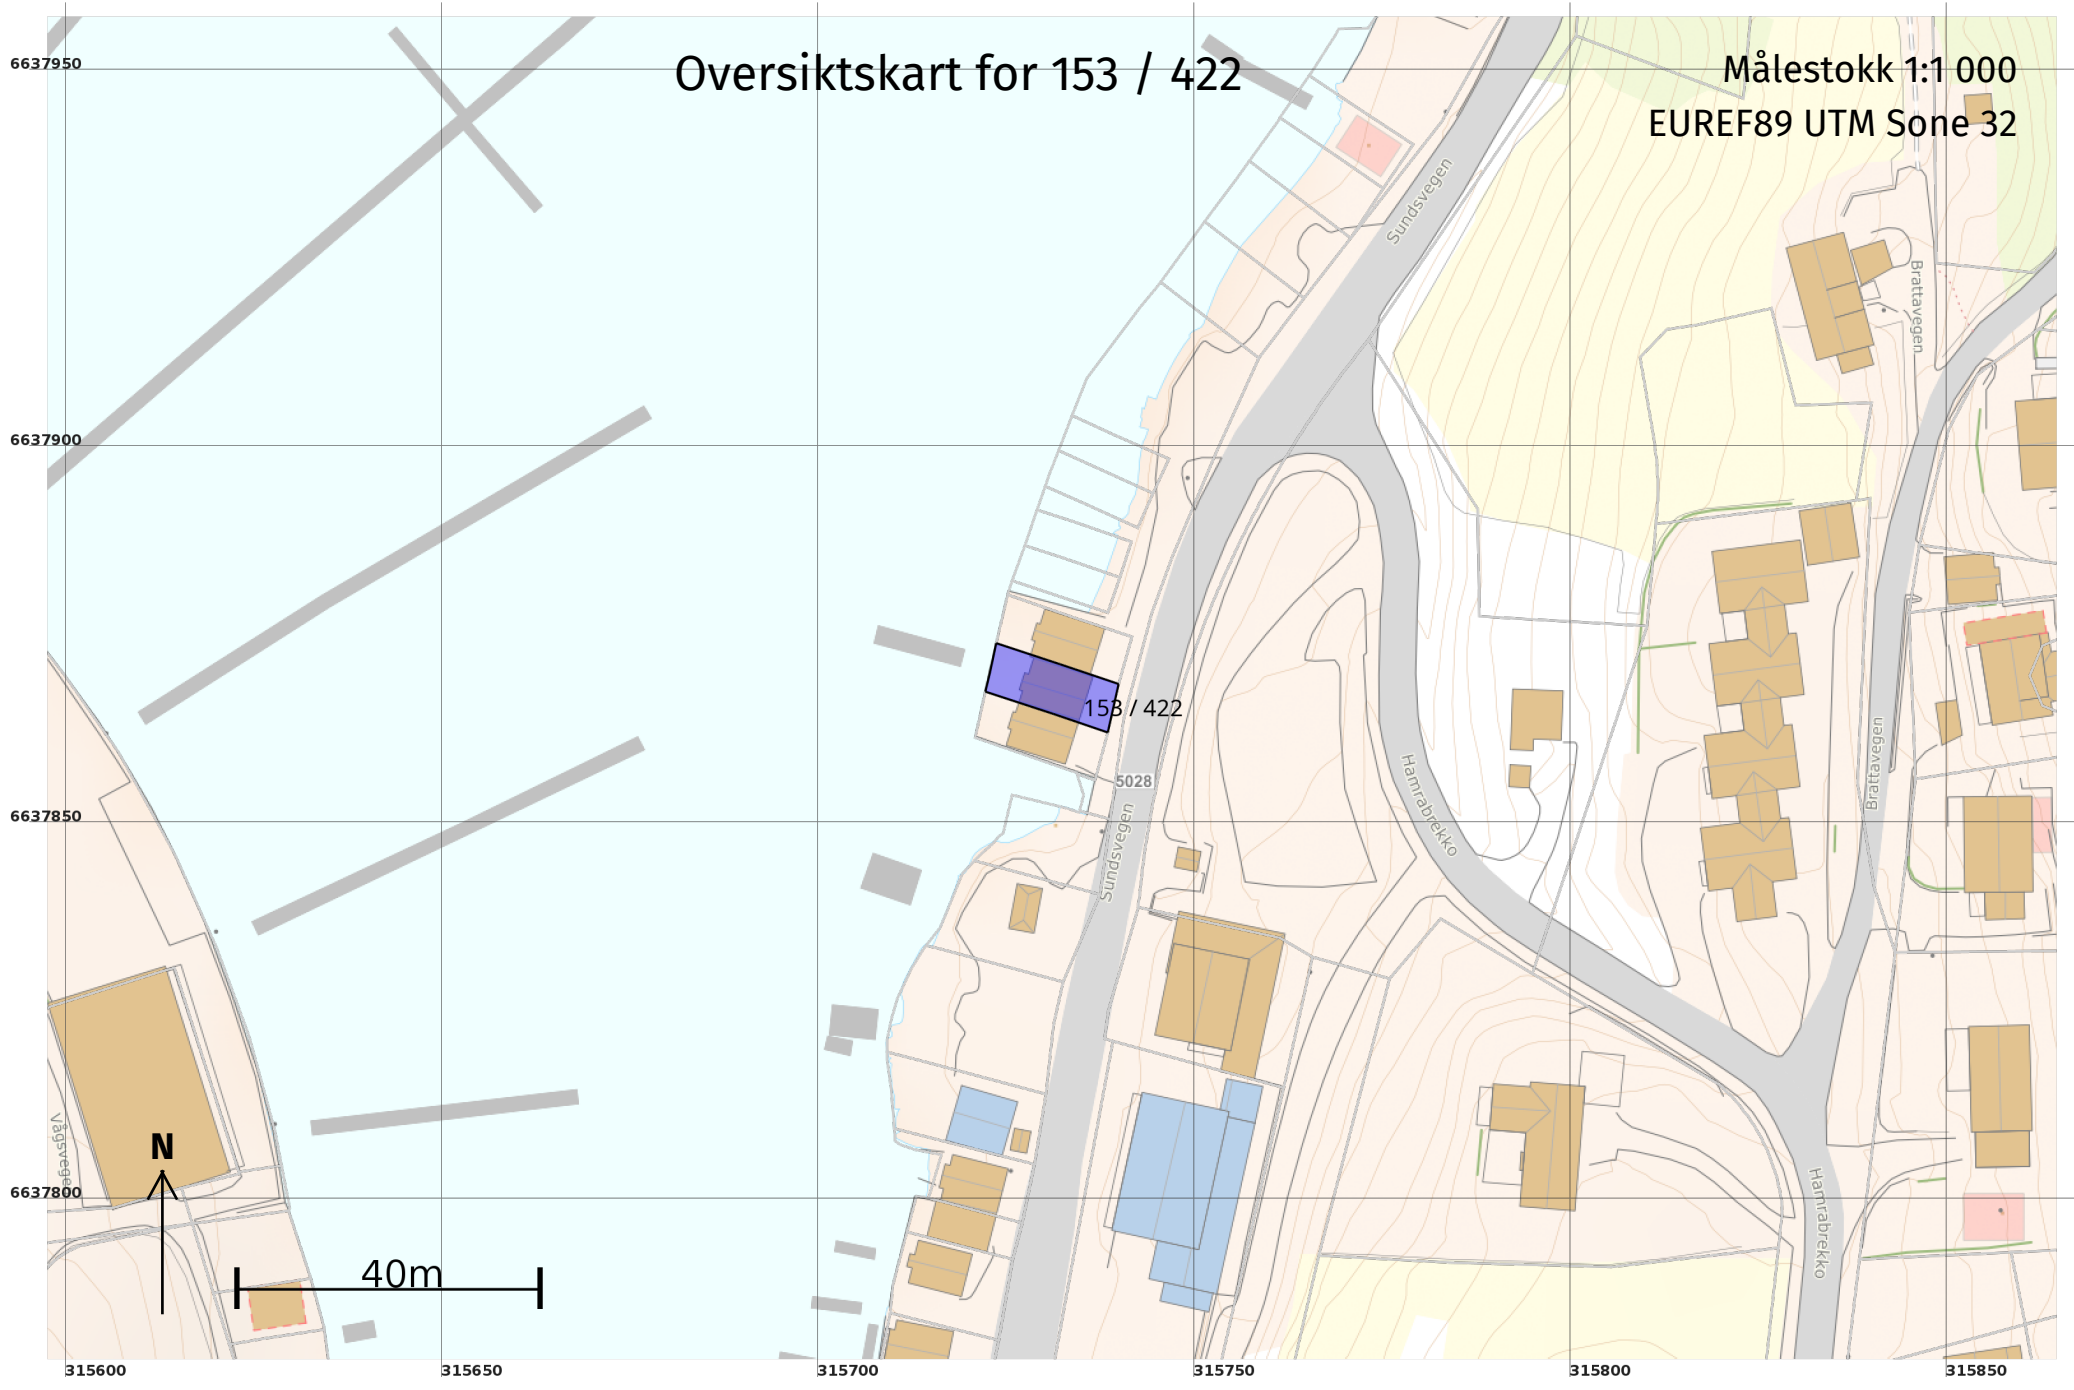 Oversiktskart for 153 / 422
Målestokk 1:1 000
EUREF89 UTM Sone 32
6637950
Sundsvegen
Brattavegen
6637900
153 / 422
5028
Hamrabrekko
Brattavegen
6637850
Sundsvegen
Vågsvegen
N
6637800
Hamrabrekko
40m
315600
315650
315700
315750
315800
315850